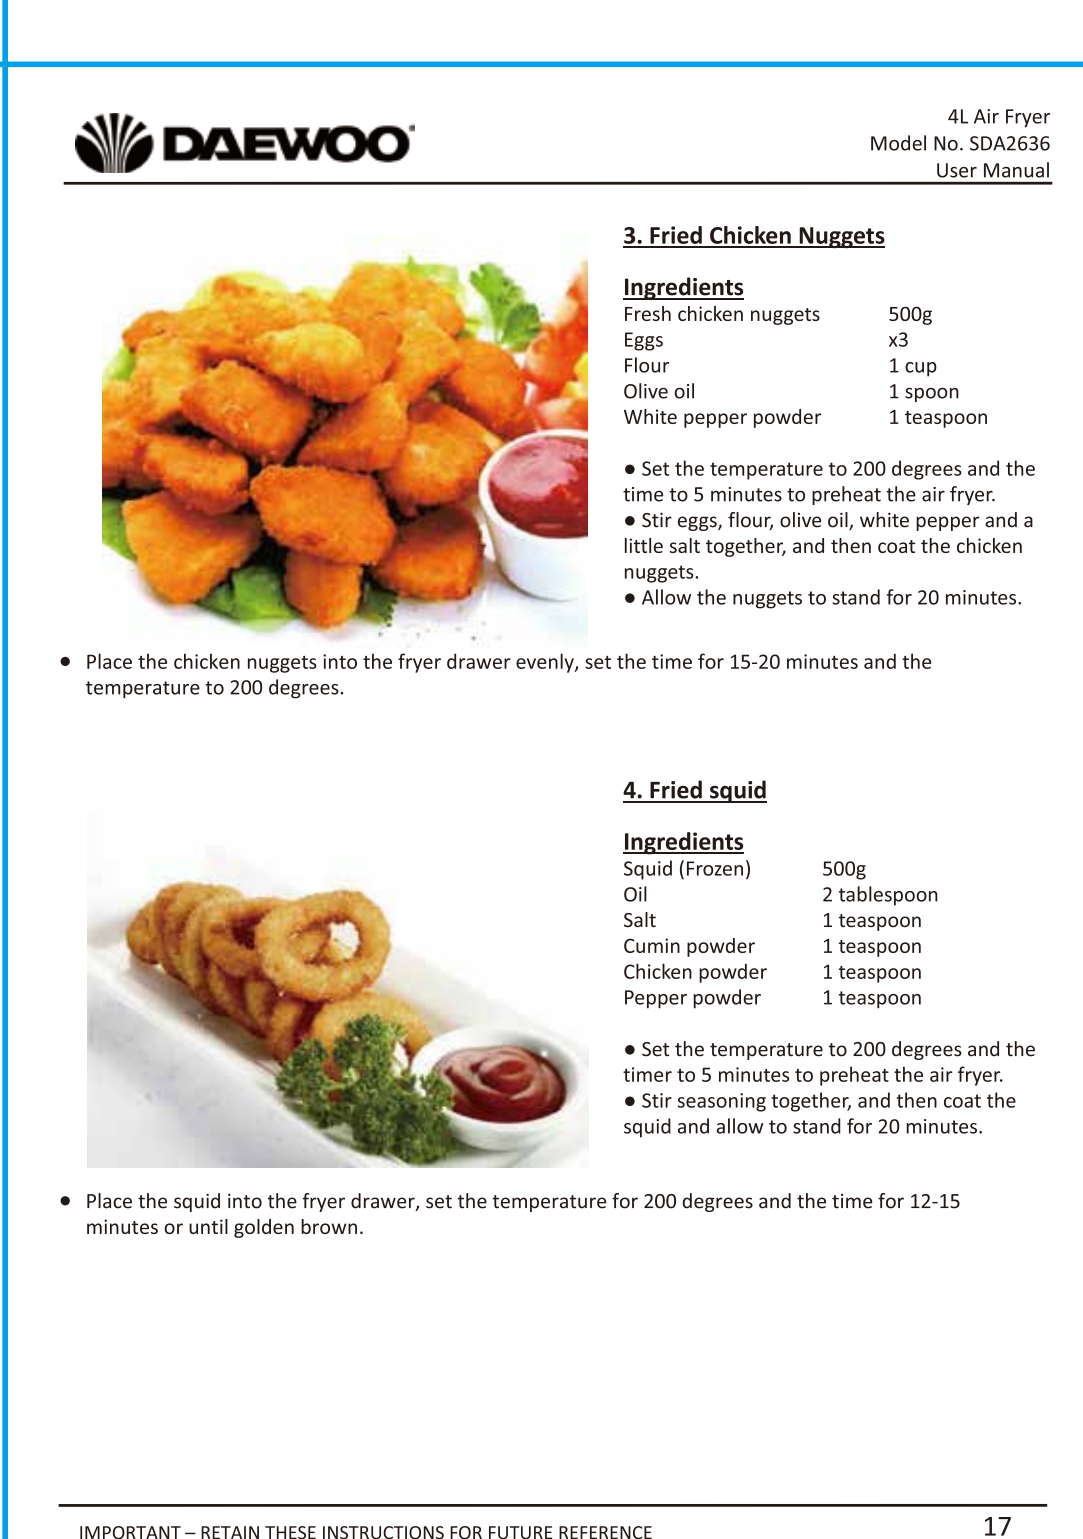 DAEWOO
4L Air Fryer
Model No. SDA2636
User Manual
3. Fried Chicken Nuggets
Ingredients
Fresh chicken nuggets 500g
Eggs x3
Flour 1 cup
Olive oil 1 spoon
White pepper powder 1 teaspoon
● Set the temperature to 200 degrees and the
time to 5 minutes to preheat the air fryer.
● Stir eggs, flour, olive oil, white pepper and a
little salt together, and then coat the chicken
nuggets.
● Allow the nuggets to stand for 20 minutes.
● Place the chicken nuggets into the fryer drawer evenly, set the time for 15-20 minutes and the
temperature to 200 degrees.
4. Fried squid
Ingredients
Squid (Frozen) 500g
Oil 2 tablespoon
Salt 1 teaspoon
Cumin powder 1 teaspoon
Chicken powder 1 teaspoon
Pepper powder 1 teaspoon
● Set the temperature to 200 degrees and the
timer to 5 minutes to preheat the air fryer.
● Stir seasoning together, and then coat the
squid and allow to stand for 20 minutes.
● Place the squid into the fryer drawer, set the temperature for 200 degrees and the time for 12-15
minutes or until golden brown.
IMPORTANT – RETAIN THESE INSTRUCTIONS FOR FUTURE REFERENCE 17